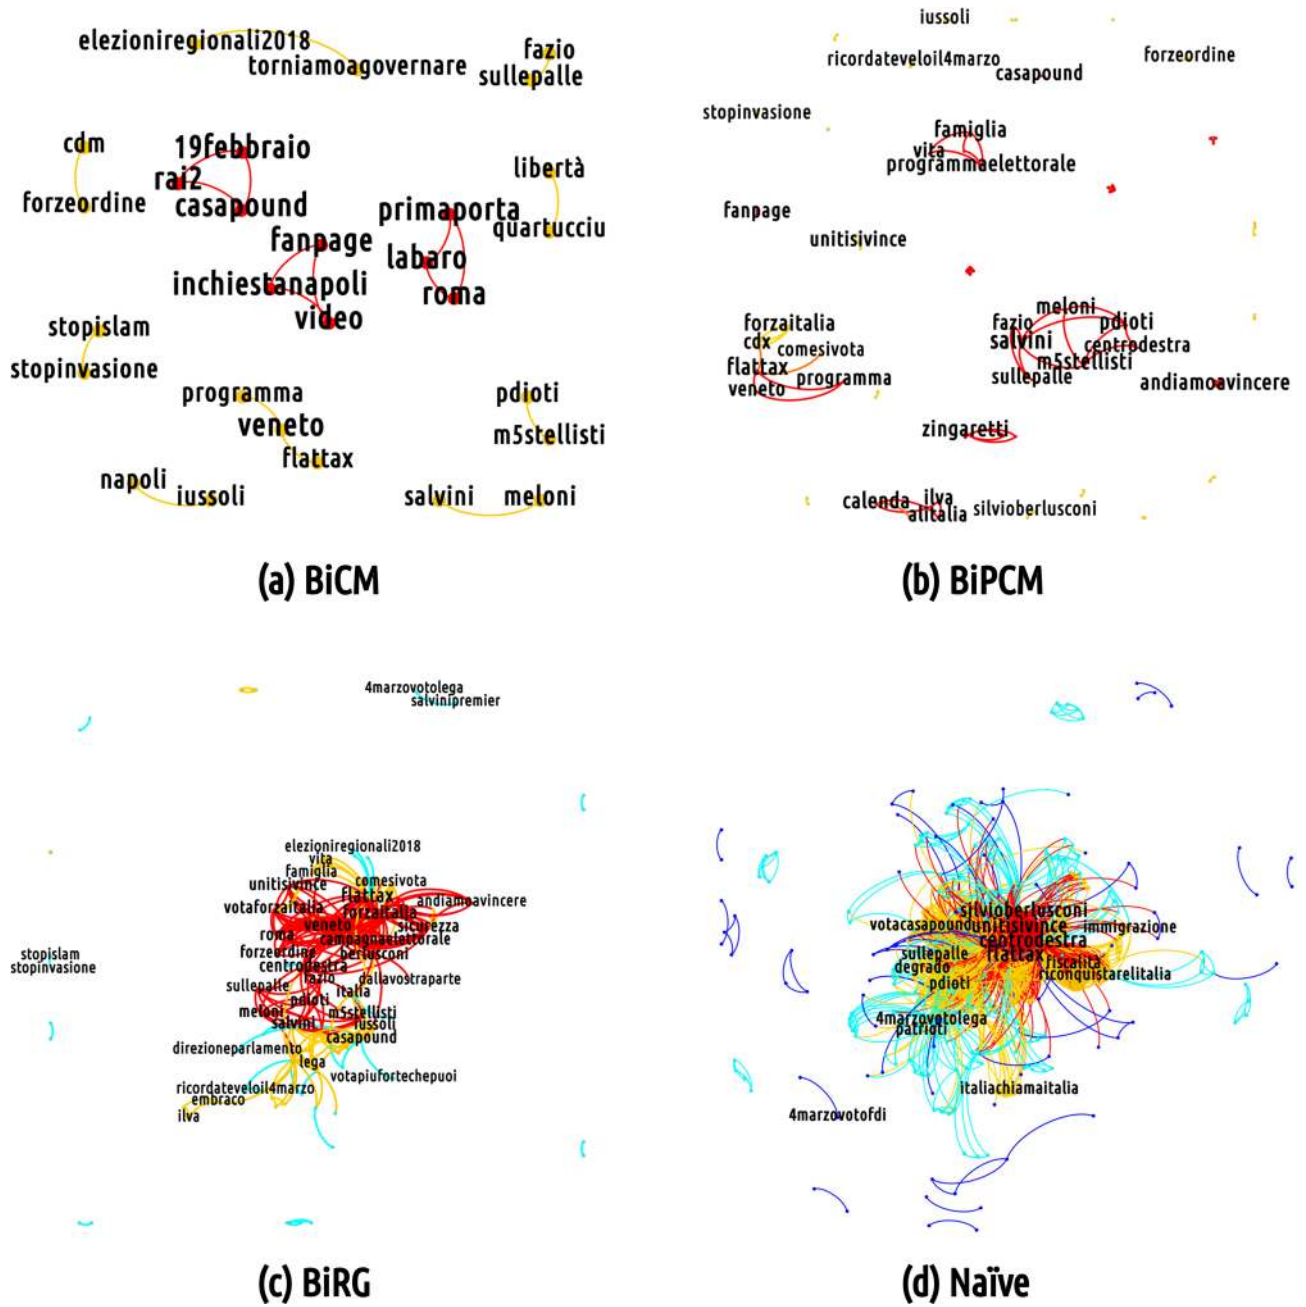 elezioniregionali2018
torniamoagovernare
fazio
sullepalle
cdm
forzeordine
19febbraio
rai2
casapound
primaporta
labaro
roma
libertà
quartucciu
fanpage
inchiestanapoli
video
stopislam
stopinvasione
programma
veneto
flattax
pdioti
m5stellisti
napoli
iussoli
salvini
meloni
(a) BiCM
iussoli
ricordateveloil4marzo
casapound
forzeordine
stopinvasione
famiglia
vita
programmaelettorale
fanpage
unitisivince
forzaitalia
cdx
comesivota
flattax
veneto
programma
meloni
fazio
pdioti
salvini
centrodestra
m5stellisti
sullepalle
andiamoavincere
zingaretti
calenda
ilva
alitalia
silvioberlusconi
(b) BiPCM
4marzovotolega
salvinipremier
elezioniregionali2018
vita
famiglia
unitisivince
comesivota
flattax
andiamoavincere
votaforzaitalia
forzaitalia
veneto
sicurezza
roma
campagnaelettorale
forzeordine
berlusconi
centrodestra
fazio
dallavostraparte
sullepalle
italia
pdioti
meloni
m5stellisti
salvini
iussoli
casapound
direzioneparlamento
lega
votapiufortechepuoi
ricordateveloil4marzo
embraco
ilva
stopislam
stopinvasione
(c) BiRG
silvioberlusconi
votacasapound
unitisivince
immigrazione
centrodestra
sullepalle
flattax
degrado
fiscalità
riconquistarelitalia
pdioti
4marzovotolega
patrioti
italiachiamaitalia
4marzovotofdi
(d) Naïve